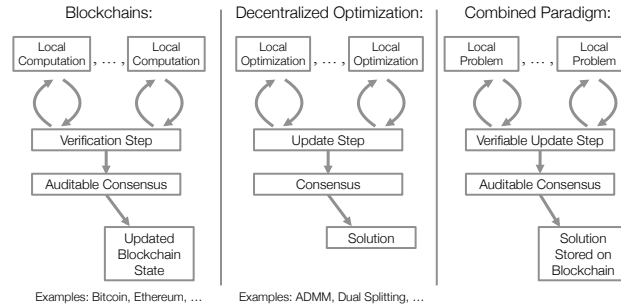 Blockchains:
Local
Computation
, ... ,
Local
Computation
Verification Step
Auditable Consensus
Updated
Blockchain
State
Examples: Bitcoin, Ethereum, ...
Decentralized Optimization:
Local
Optimization
, ... ,
Local
Optimization
Update Step
Consensus
Solution
Examples: ADMM, Dual Splitting, ...
Combined Paradigm:
Local
Problem
, ... ,
Local
Problem
Verifiable Update Step
Auditable Consensus
Solution
Stored on
Blockchain